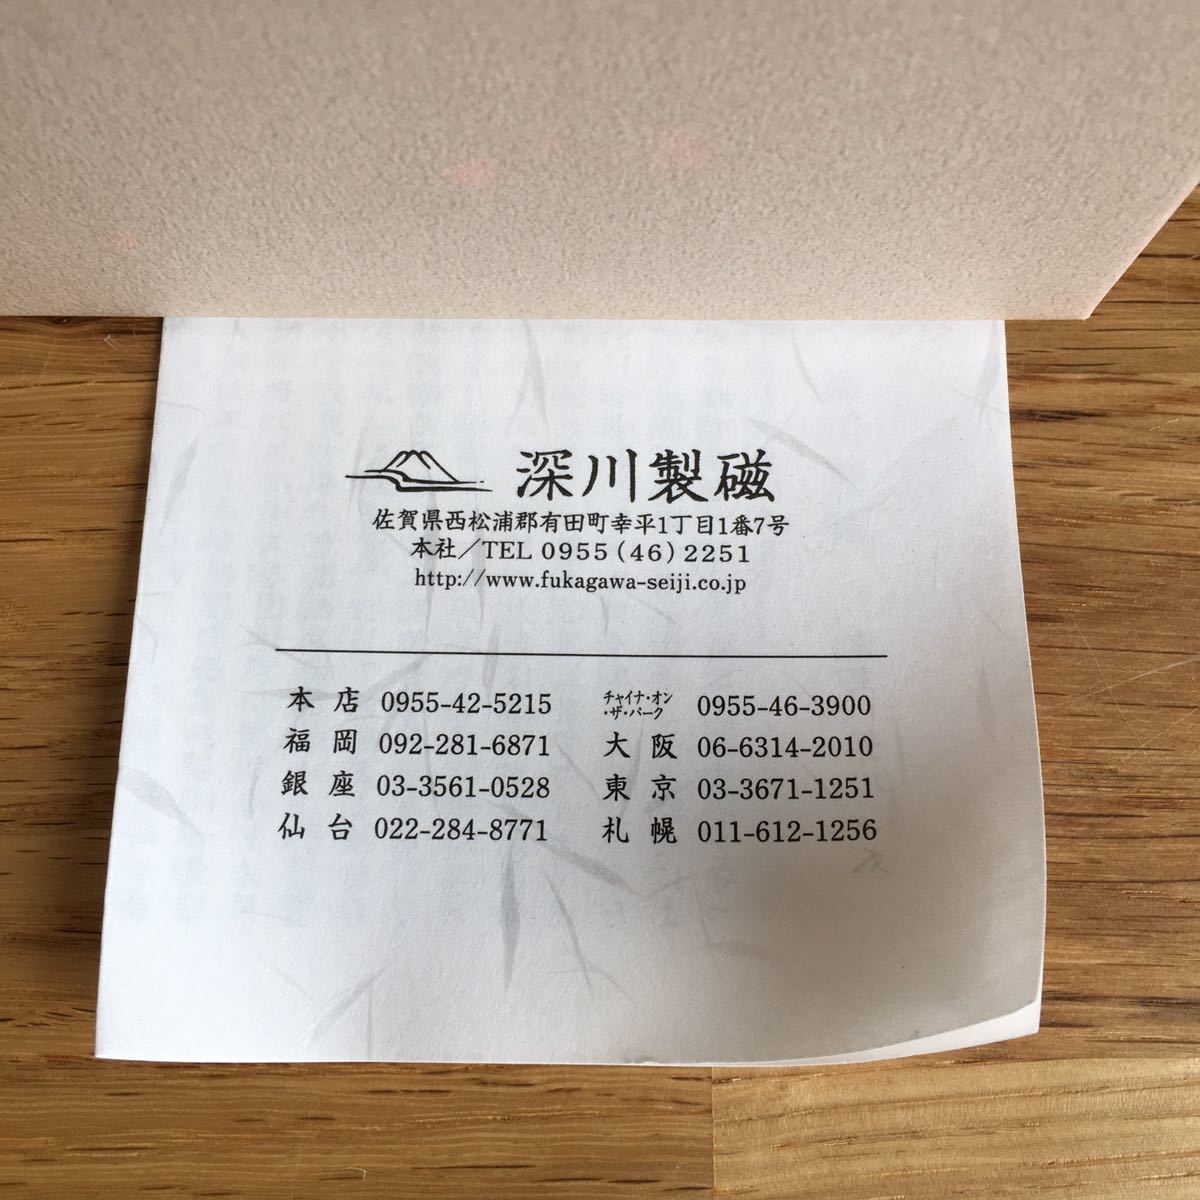 深川製磁
佐賀県西松浦郡有田町幸平1丁目1番7号
本社／TEL 0955(46)2251
http://www.fukagawa-seiji.co.jp
本店 0955-42-5215 チャイナ・オン・ザ・パーク 0955-46-3900
福岡 092-281-6871 大阪 06-6314-2010
銀座 03-3561-0528 東京 03-3671-1251
仙台 022-284-8771 札幌 011-612-1256